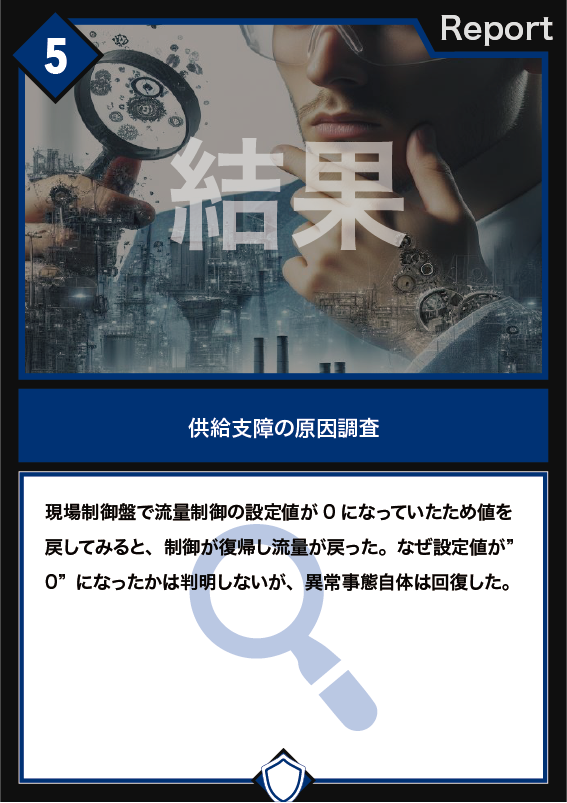 Report
5
結果
供給支障の原因調査
現場制御盤で流量制御の設定値が 0 になっていたため値を
戻してみると、制御が復帰し流量が戻った。なぜ設定値が”
0”になったかは判明しないが、異常事態自体は回復した。